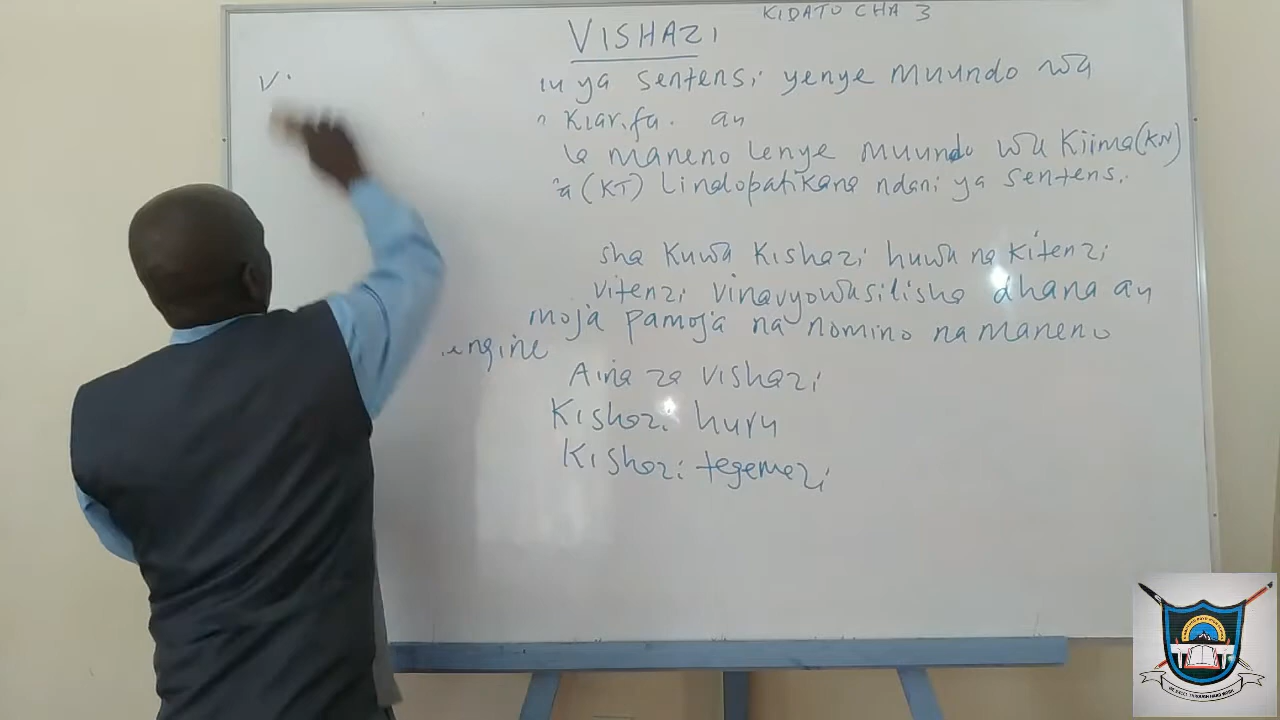 KIDATO CHA 3
VISHAZI
V.
ya sentensi yenye muundo wa
Kiarifa. au
la maneno lenye muundo wa Kiima (KN)
(KT) Linalopatikana ndani ya sentensi.
sha kuwa Kishazi huwa na kitenzi
vitenzi vinavyowasilisha dhana au
moja pamoja na nomino na maneno
engine
Aina za vishazi
Kishazi huru
Kishazi tegemezi